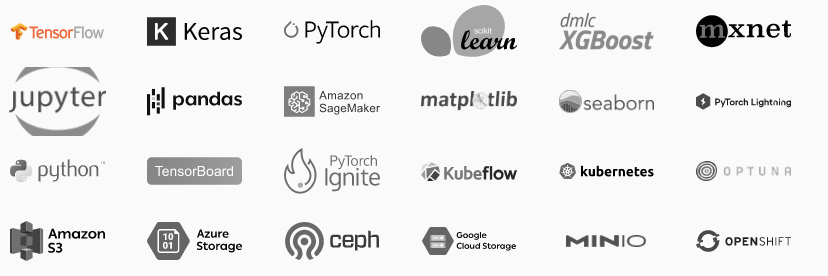 TensorFlow
K Keras
PyTorch
scikit
learn
dmlc
XGBoost
mxnet
jupyter
pandas
Amazon
SageMaker
matplotlib
seaborn
PyTorch Lightning
python™
TensorBoard
PyTorch
Ignite
Kubeflow
kubernetes
OPTUNA
Amazon
S3
10
01
Azure
Storage
ceph
Google
Cloud Storage
MINIO
OPENSHIFT